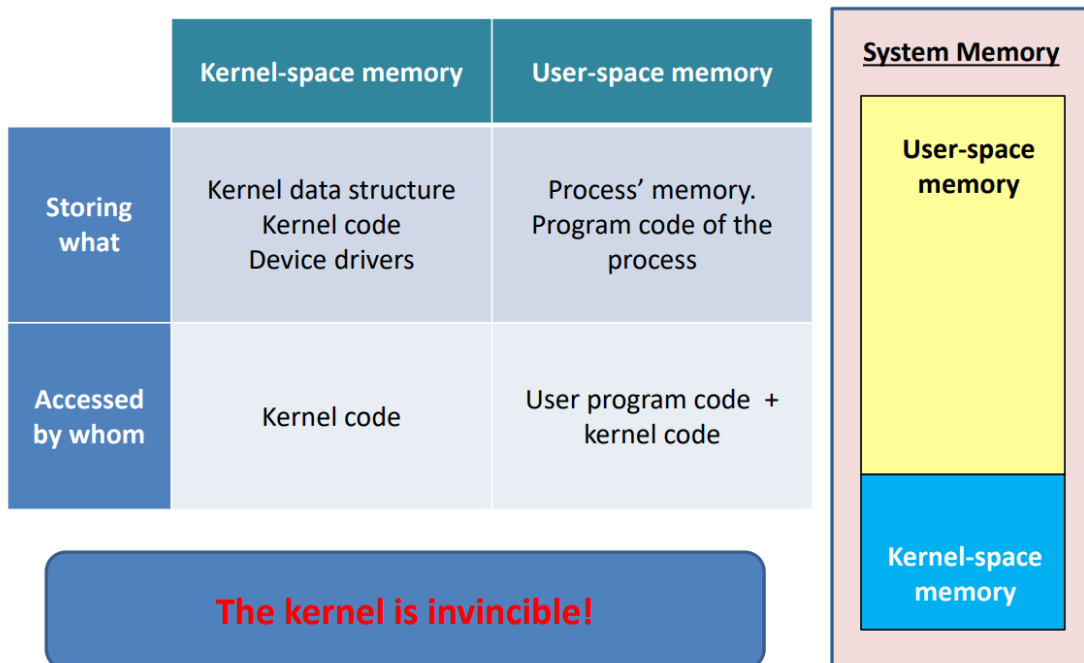 Kernel-space memory
User-space memory
Storing
what
Kernel data structure
Kernel code
Device drivers
Process’ memory.
Program code of the
process
Accessed
by whom
Kernel code
User program code +
kernel code
The kernel is invincible!
System Memory
User-space
memory
Kernel-space
memory